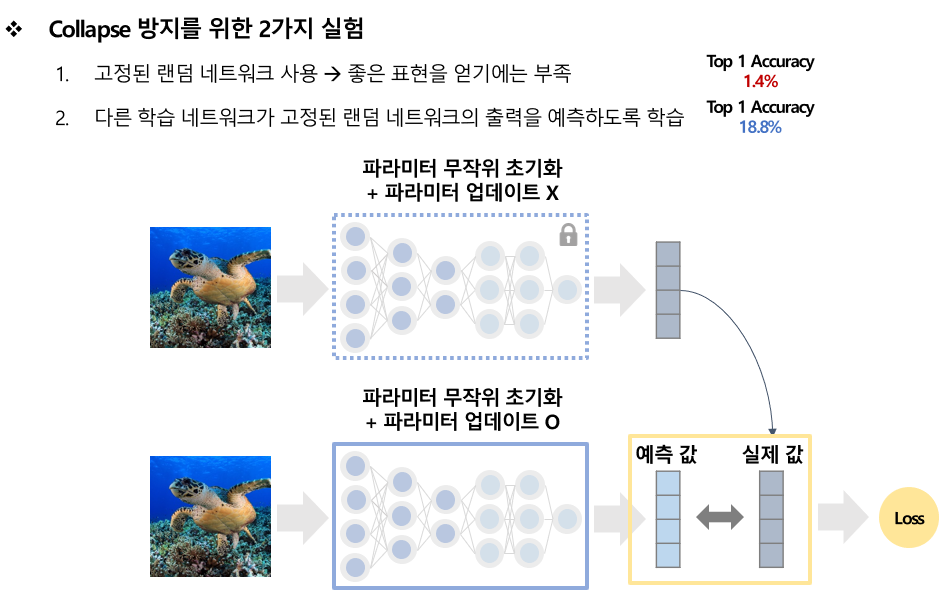 ❖ Collapse 방지를 위한 2가지 실험
1. 고정된 랜덤 네트워크 사용 → 좋은 표현을 얻기에는 부족
Top 1 Accuracy
1.4%
2. 다른 학습 네트워크가 고정된 랜덤 네트워크의 출력을 예측하도록 학습
Top 1 Accuracy
18.8%
파라미터 무작위 초기화
+ 파라미터 업데이트 X
파라미터 무작위 초기화
+ 파라미터 업데이트 O
예측 값
실제 값
Loss